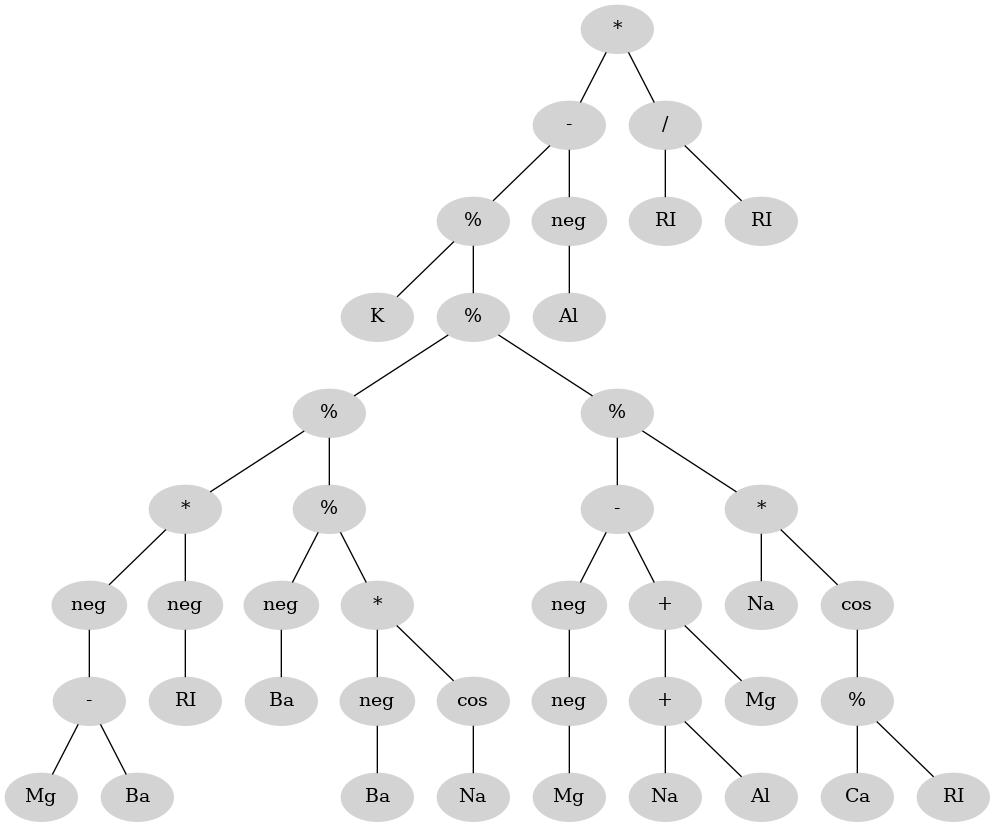 *
- /
% neg RI RI
K % Al
% %
* % - *
neg neg neg * neg + Na cos
- RI Ba neg cos neg + Mg %
Mg Ba Ba Na Mg Na Al Ca RI